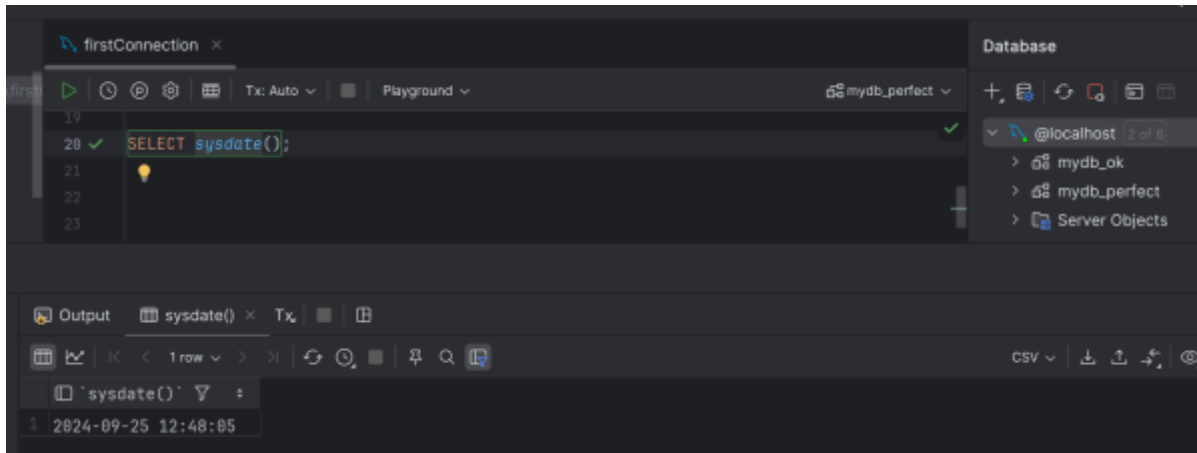 firstConnection
Database
Tx: Auto
Playground
mydb_perfect
19
20 SELECT sysdate();
21
22
23
@localhost 2 of 6
mydb_ok
mydb_perfect
Server Objects
Output
sysdate()
Tx
1 row
CSV
`sysdate()`
1 2024-09-25 12:48:05